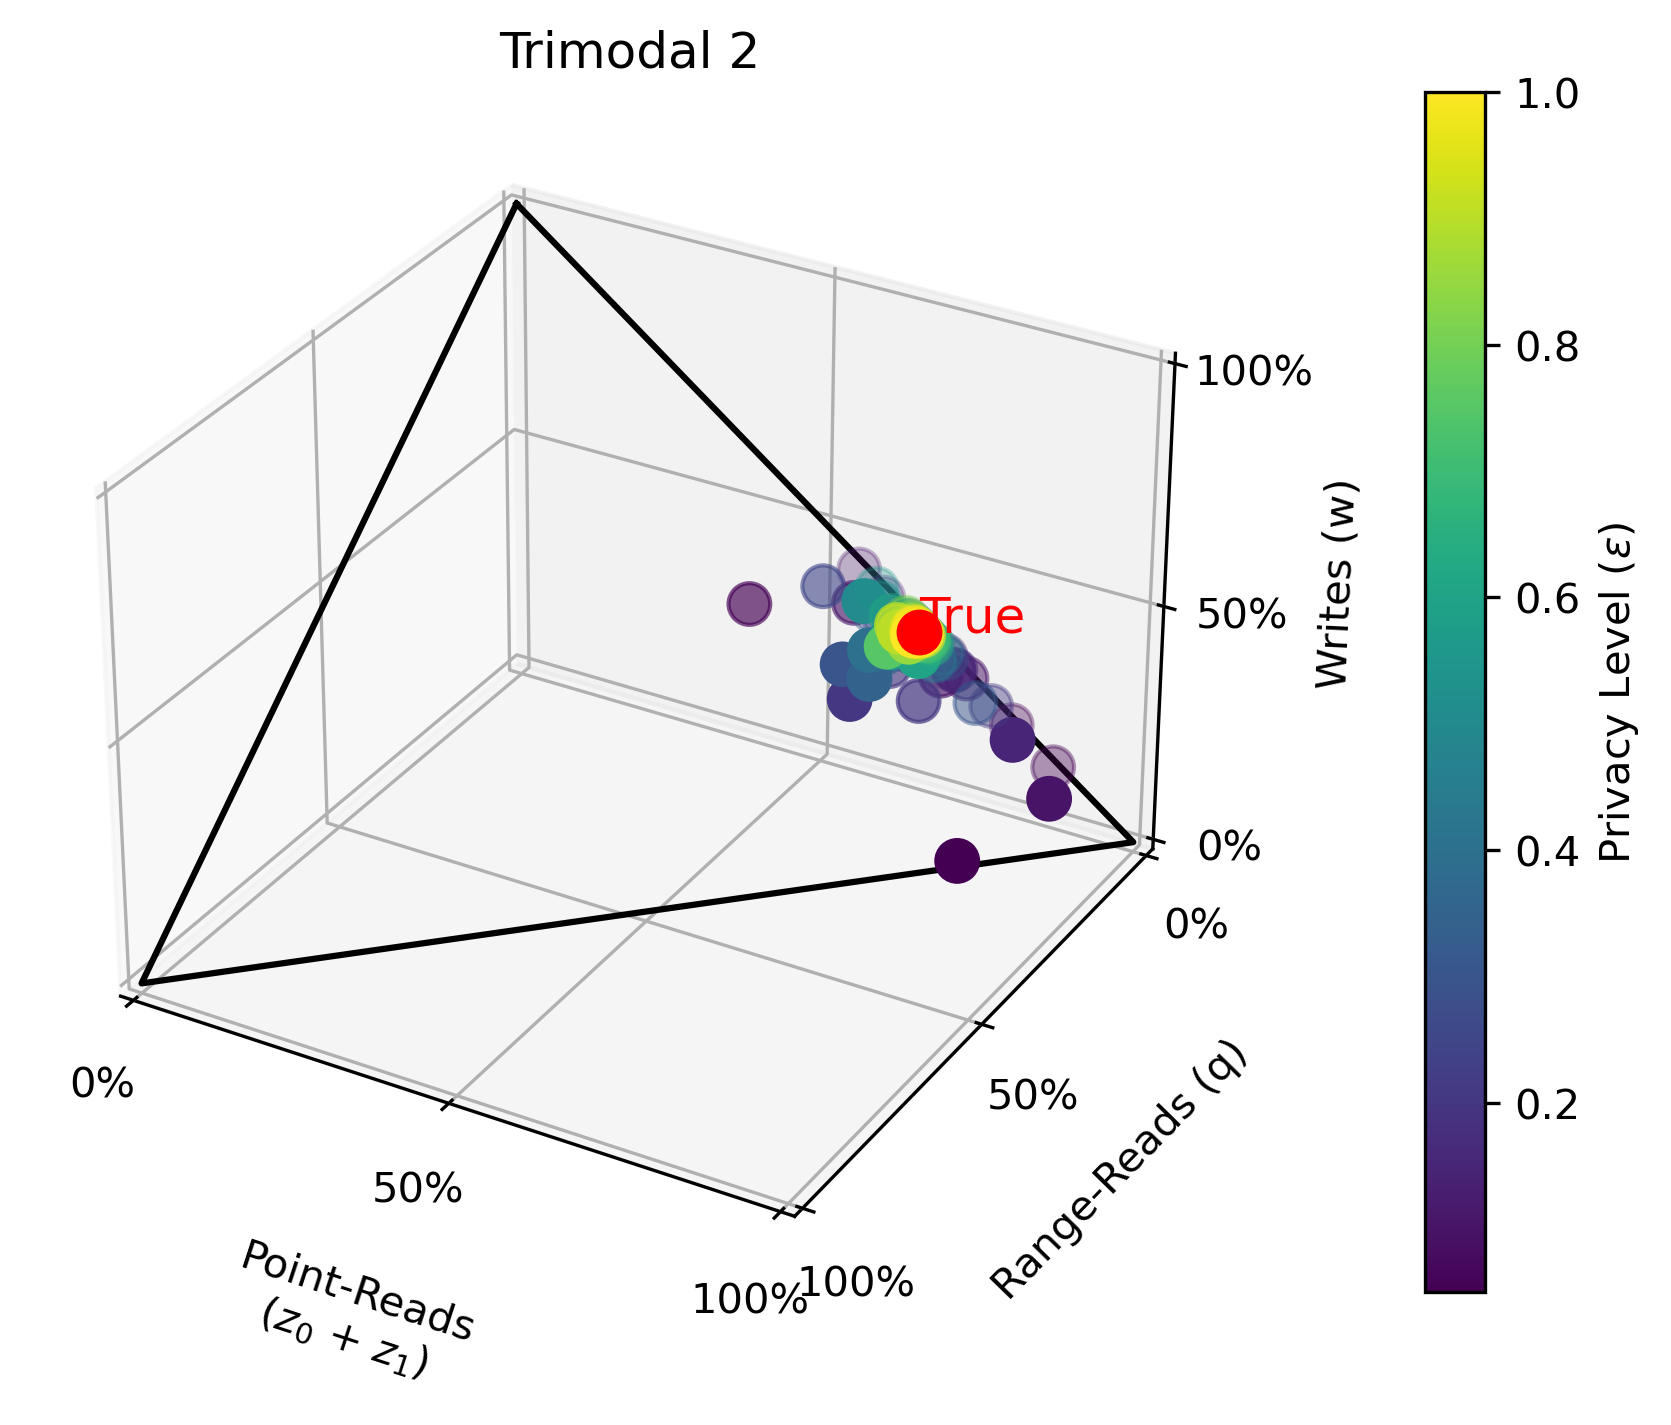 Trimodal 2
1.0
0.8
0.6
0.4
0.2
Privacy Level (ε)
100%
50%
0%
Writes (w)
True
0%
50%
100%
Range-Reads (q)
0%
50%
100%
Point-Reads
(z₀ + z₁)